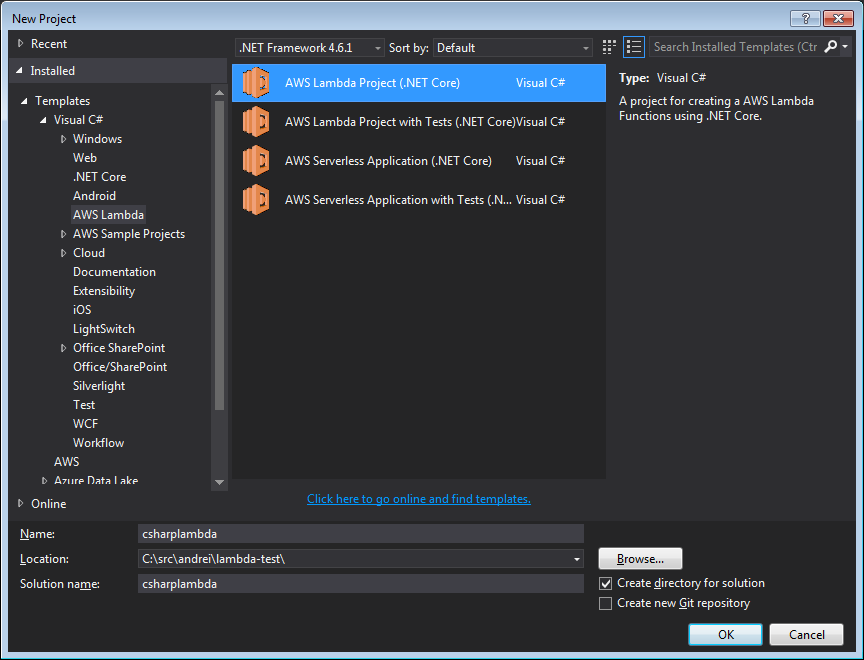 New Project
Recent
Installed
Templates
Visual C#
Windows
Web
.NET Core
Android
AWS Lambda
AWS Sample Projects
Cloud
Documentation
Extensibility
iOS
LightSwitch
Office SharePoint
Office/SharePoint
Silverlight
Test
WCF
Workflow
AWS
Azure Data Lake
Online
.NET Framework 4.6.1 Sort by: Default
AWS Lambda Project (.NET Core) Visual C#
AWS Lambda Project with Tests (.NET Core) Visual C#
AWS Serverless Application (.NET Core) Visual C#
AWS Serverless Application with Tests (.N... Visual C#
Click here to go online and find templates.
Search Installed Templates (Ctr
Type: Visual C#
A project for creating a AWS Lambda
Functions using .NET Core.
Name: csharplambda
Location: C:\src\andrei\lambda-test\ Browse...
Solution name: csharplambda
Create directory for solution
Create new Git repository
OK Cancel